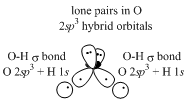 lone pairs in O
2sp³ hybrid orbitals
O-H σ bond
O 2sp³ + H 1s
O-H σ bond
O 2sp³ + H 1s